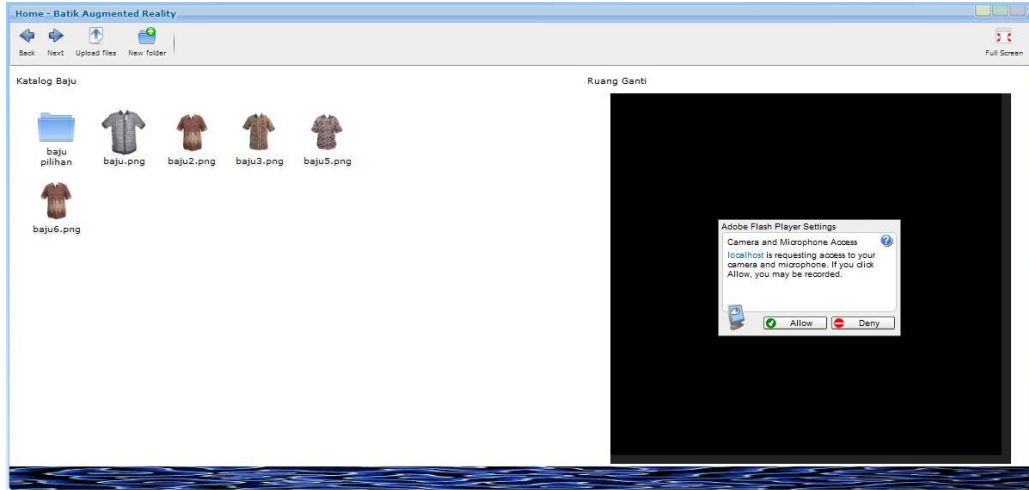 Home - Batik Augmented Reality
Back Next Upload files New folder Full Screen
Katalog Baju
Ruang Ganti
baju pilihan
baju.png
baju2.png
baju3.png
baju5.png
baju6.png
Adobe Flash Player Settings
Camera and Microphone Access
localhost is requesting access to your
camera and microphone. If you click
Allow, you may be recorded.
Allow Deny